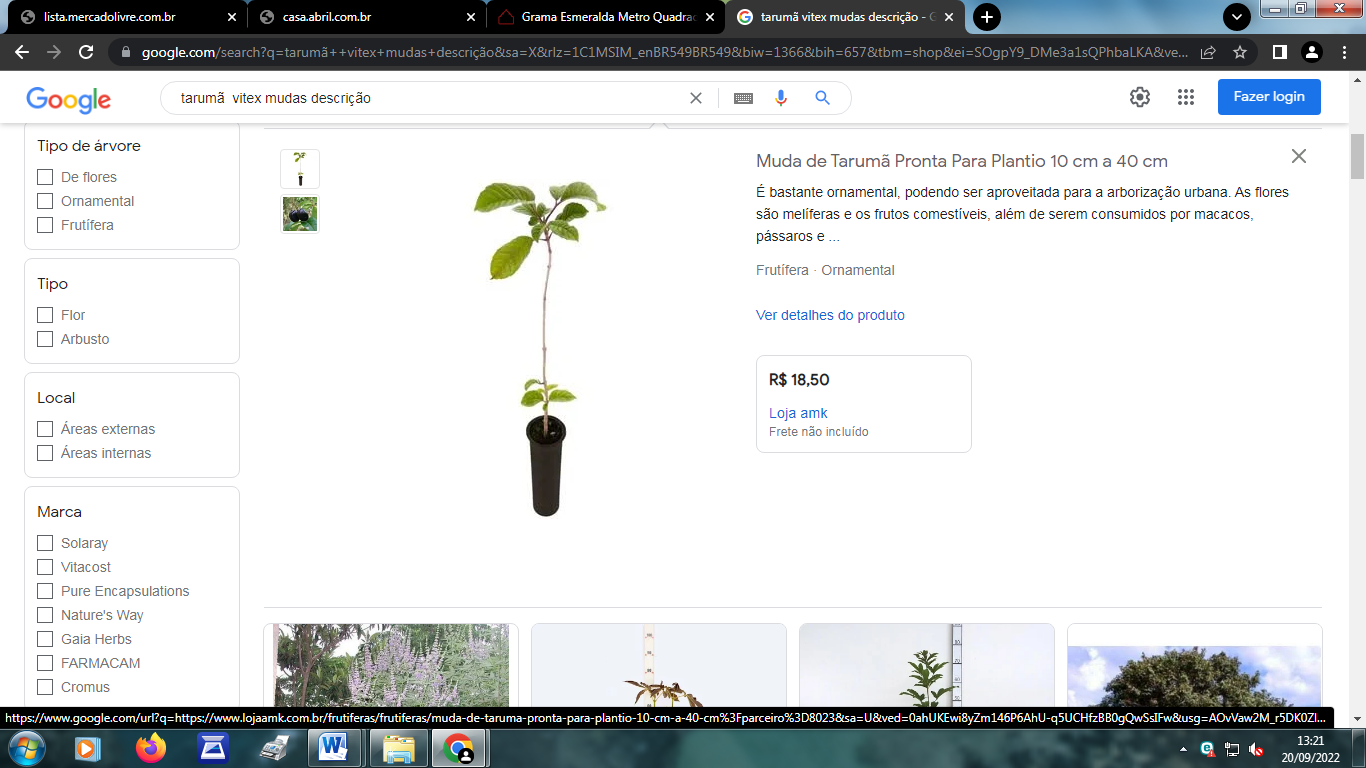 lista.mercadolivre.com.br
casa.abril.com.br
Grama Esmeralda Metro Quadrad
tarumã vitex mudas descrição - G
google.com/search?q=tarumã++vitex+mudas+descrição&sa=X&rlz=1C1MSIM_enBR549BR549&biw=1366&bih=657&tbm=shop&ei=SOgpY9_DMe3a1sQPhbaLKA&ve...
Google
tarumã vitex mudas descrição
Fazer login
Tipo de árvore
De flores
Ornamental
Frutífera
Tipo
Flor
Arbusto
Local
Áreas externas
Áreas internas
Marca
Solaray
Vitacost
Pure Encapsulations
Nature's Way
Gaia Herbs
FARMACAM
Cromus
Muda de Tarumã Pronta Para Plantio 10 cm a 40 cm
É bastante ornamental, podendo ser aproveitada para a arborização urbana. As flores
são melíferas e os frutos comestíveis, além de serem consumidos por macacos,
pássaros e ...
Frutífera · Ornamental
Ver detalhes do produto
R$ 18,50
Loja amk
Frete não incluído
https://www.google.com/url?q=https://www.lojaamk.com.br/frutiferas/frutiferas/muda-de-taruma-pronta-para-plantio-10-cm-a-40-cm%3Fparceiro%3D8023&sa=U&ved=0ahUKEwi8yZm146P6AhU-q5UCHfzBB0gQwSsIFw&usg=AOvVaw2M_r5DK0Zl...
13:21
20/09/2022